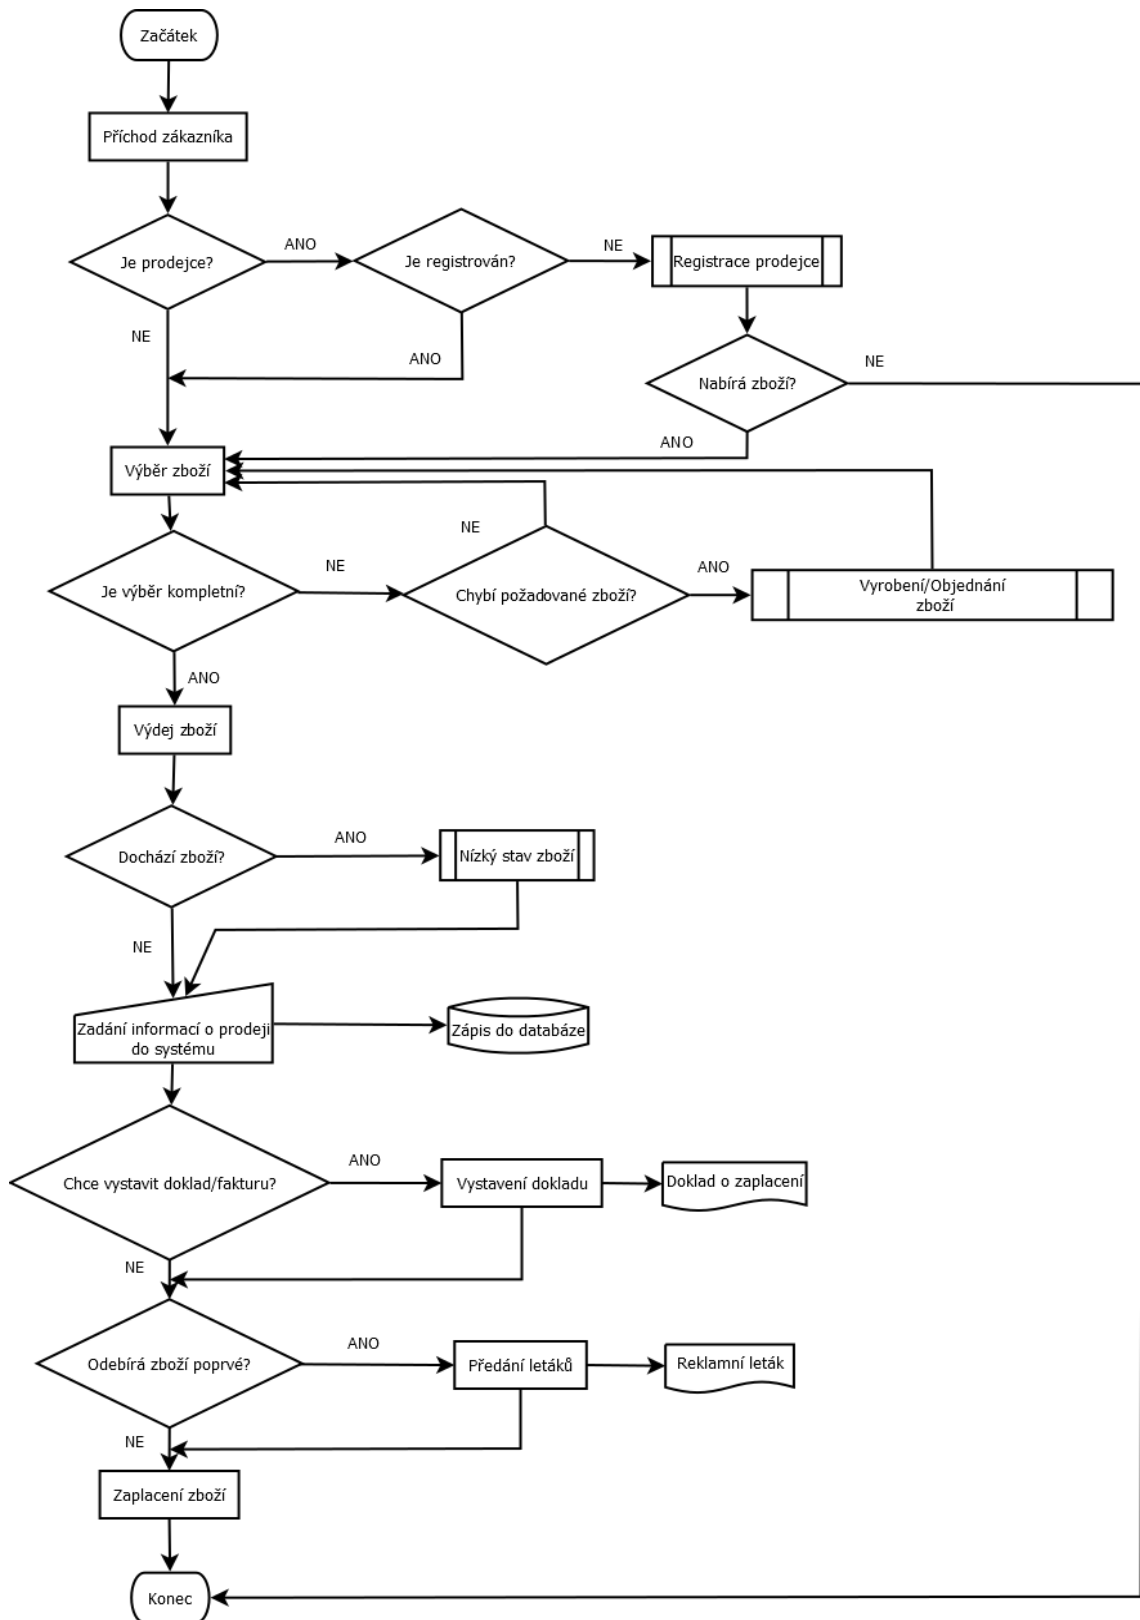 Začátek
Příchod zákazníka
Je prodejce?
ANO
Je registrován?
NE
Registrace prodejce
NE
ANO
Nabírá zboží?
NE
ANO
Výběr zboží
NE
Je výběr kompletní?
NE
Chybí požadované zboží?
ANO
Vyrobení/Objednání
zboží
ANO
Výdej zboží
Dochází zboží?
ANO
Nízký stav zboží
NE
Zadání informací o prodeji
do systému
Zápis do databáze
Chce vystavit doklad/fakturu?
ANO
Vystavení dokladu
Doklad o zaplacení
NE
Odebírá zboží poprvé?
ANO
Předání letáků
Reklamní leták
NE
Zaplacení zboží
Konec